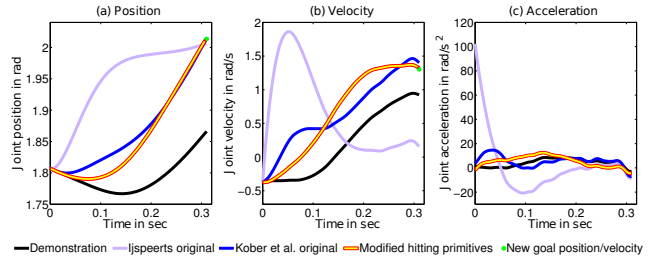 (a) Position
(b) Velocity
(c) Acceleration
Joint position in rad
2
1.95
1.9
1.85
1.8
1.75
0
0.1
0.2
0.3
Time in sec
Joint velocity in rad/s
2
1.5
1
0.5
0
−0.5
0
0.1
0.2
0.3
Time in sec
Joint acceleration in rad/s 2
120
100
80
60
40
20
0
−20
0
0.1
0.2
0.3
Time in sec
Demonstration
Ijspeerts original
Kober et al. original
Modified hitting primitives
New goal position/velocity